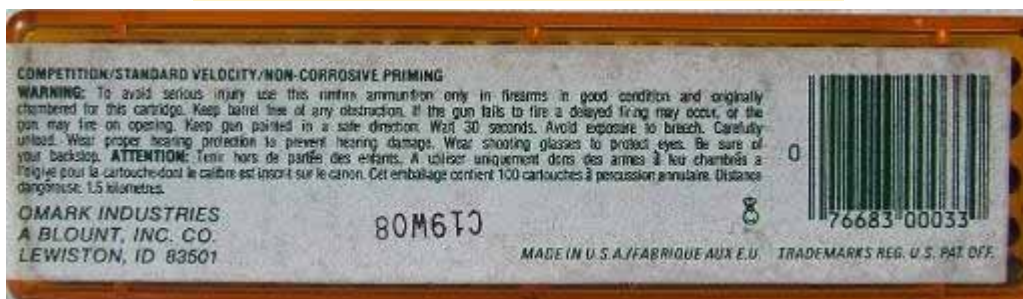 COMPETITION/STANDARD VELOCITY/NON-CORROSIVE PRIMING
WARNING: To avoid serious injury use this rimfire ammunition only in firearms in good condition and originally
chambered for this cartridge. Keep barrel free of any obstruction. If the gun fails to fire a delayed firing may occur, or the
gun may fire on opening. Keep gun pointed in a safe direction. Wait 30 seconds. Avoid exposure to breach. Carefully
unload. Wear proper hearing protection to prevent hearing damage. Wear shooting glasses to protect eyes. Be sure of
your backstop. ATTENTION: Tenir hors de portée des enfants. A utiliser uniquement dans des armes à feu chambrés a
l'origive pour la cartouche dont le calibre est inscrit sur le canon. Cet emballage contient 100 cartouches à percussion annulaire. Distance
dangereuse: 1.5 kilometres.
OMARK INDUSTRIES
A BLOUNT, INC. CO.
LEWISTON, ID 83501
C19M08
MADE IN U.S.A./FABRIQUE AUX E.U.
0
76683 00033
TRADEMARKS REG. U.S. PAT. OFF.